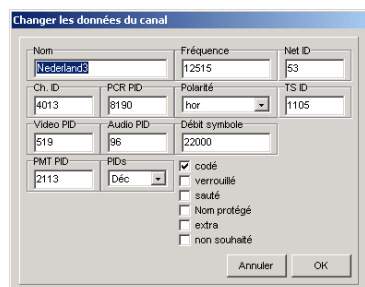 Changer les données du canal
Nom Fréquence Net ID
Nederland3 12515 53
Ch. ID PCR PID Polarité TS ID
4013 8190 hor 1105
Video PID Audio PID Débit symbole
519 96 22000
PMT PID PIDs
2113 Déc
codé
verrouillé
sauté
Nom protégé
extra
non souhaité
Annuler OK